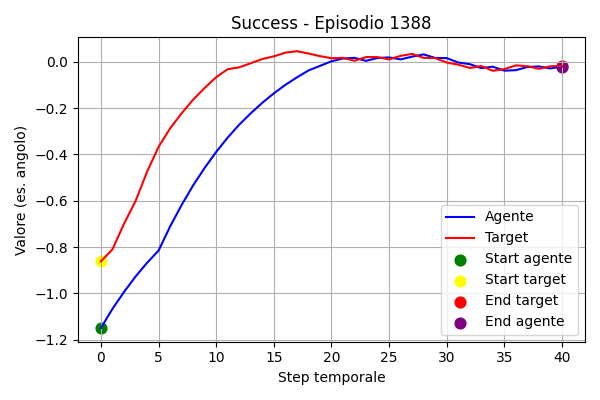 Success - Episodio 1388
Valore (es. angolo)
0.0
−0.2
−0.4
−0.6
−0.8
−1.0
−1.2
0 5 10 15 20 25 30 35 40
Step temporale
Agente
Target
Start agente
Start target
End target
End agente